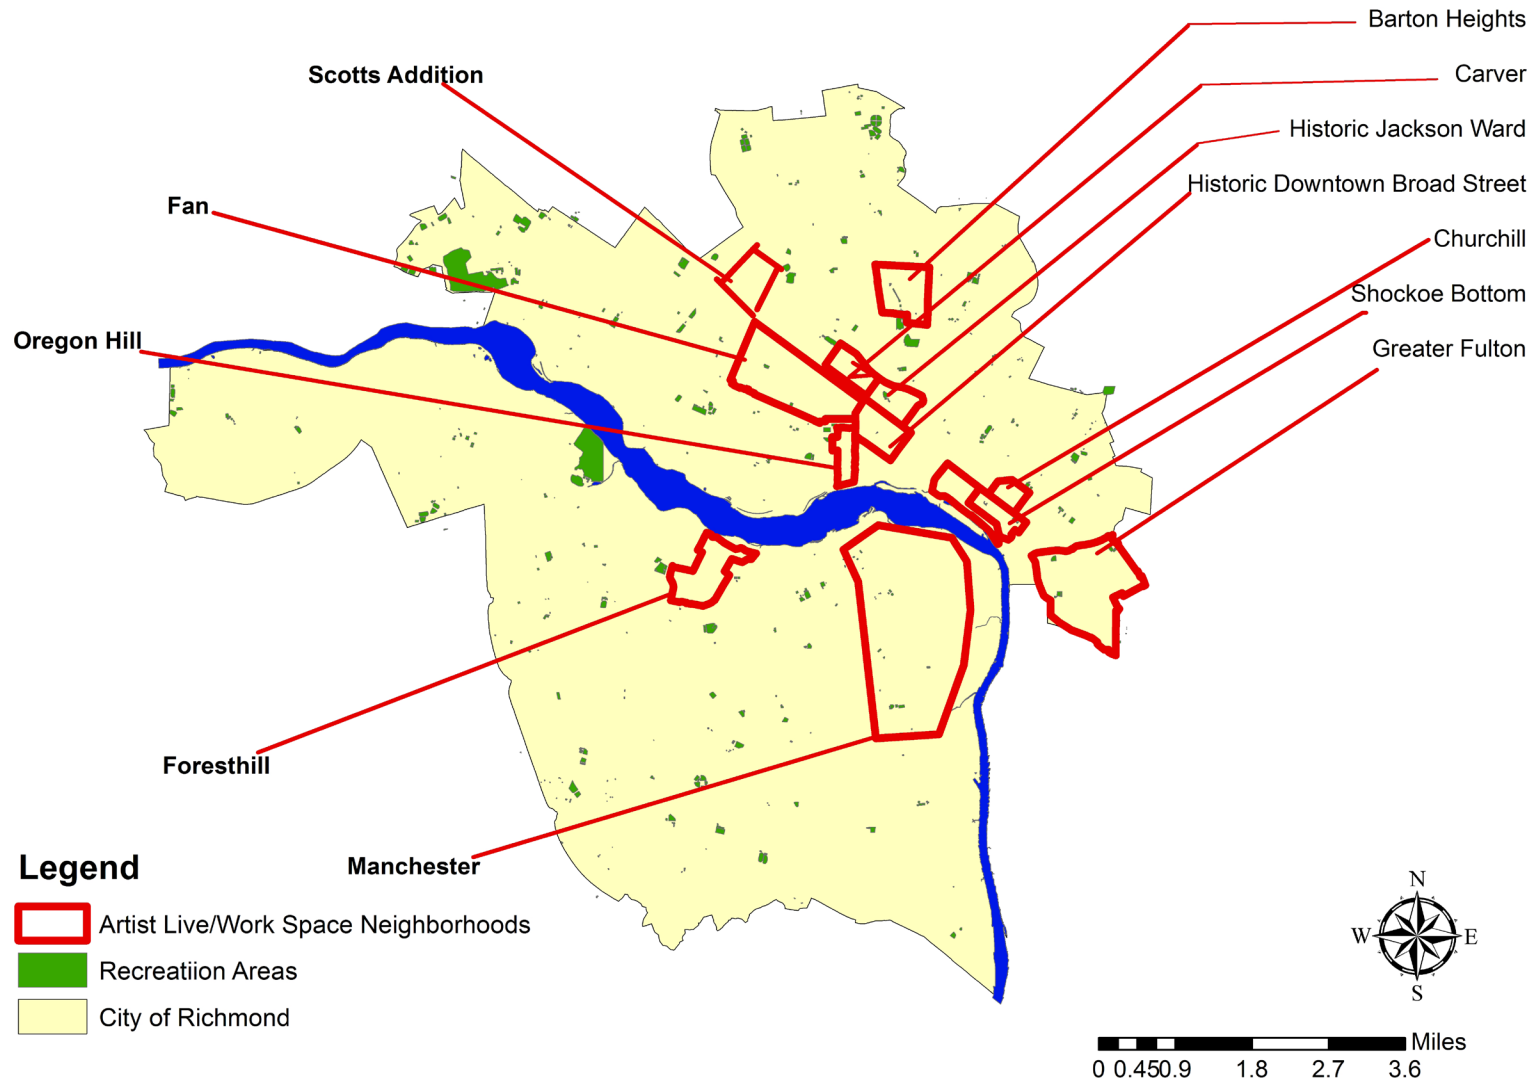 Barton Heights
Scotts Addition
Carver
Historic Jackson Ward
Historic Downtown Broad Street
Fan
Churchill
Shockoe Bottom
Oregon Hill
Greater Fulton
Foresthill
Manchester
Legend
Artist Live/Work Space Neighborhoods
Recreatiion Areas
City of Richmond
N
W E
S
Miles
0 0.450.9 1.8 2.7 3.6